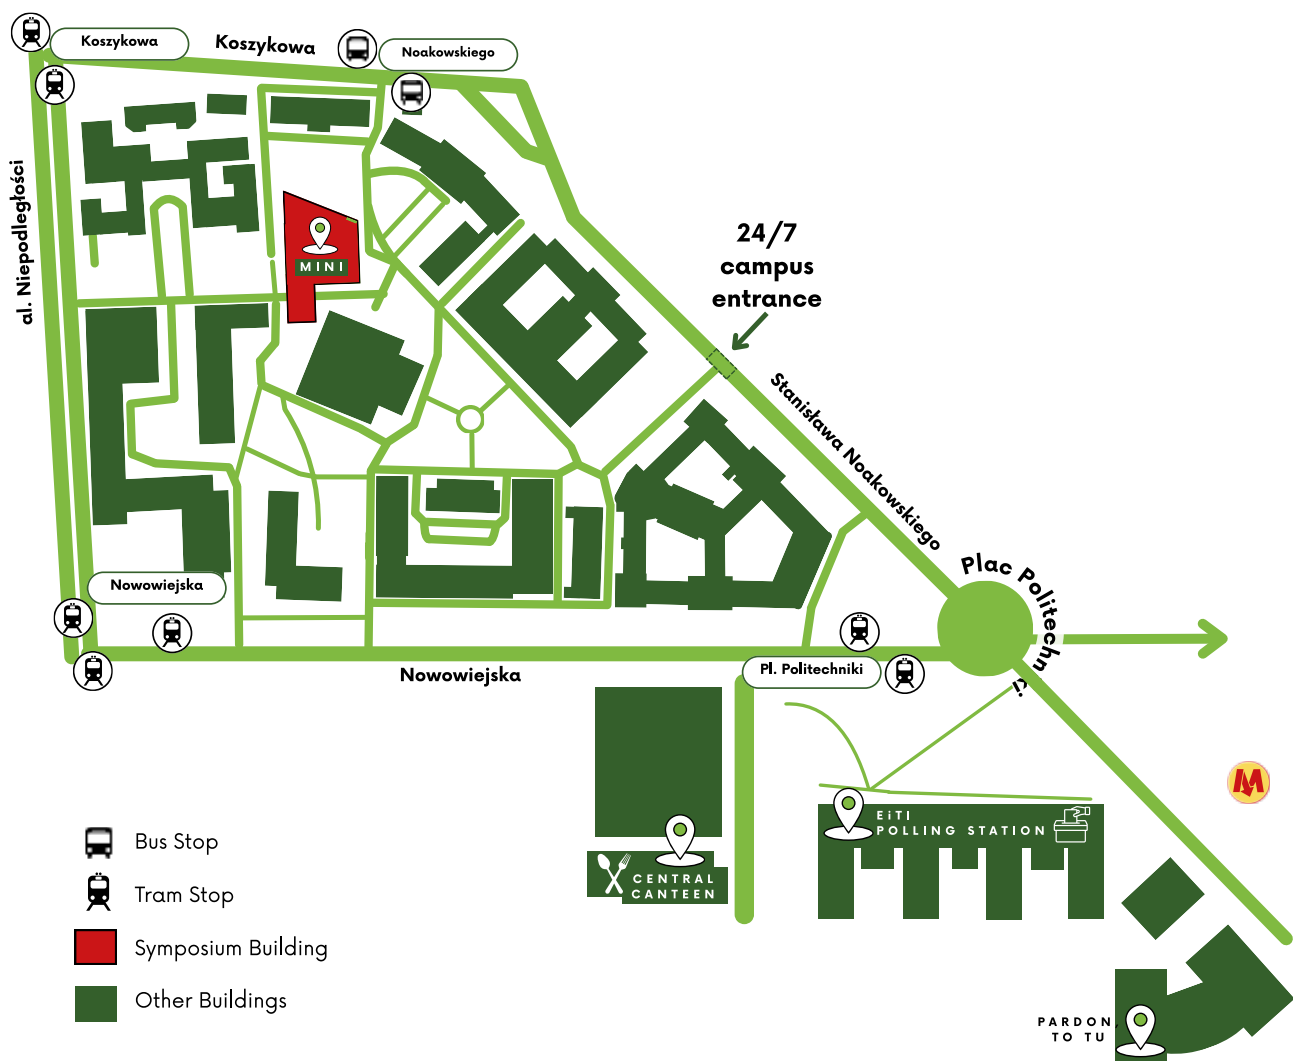 Koszykowa
Koszykowa
Noakowskiego
al. Niepodległości
24/7
campus
entrance
MINI
Stanisława Noakowskiego
Plac Politechniki
Nowowiejska
Nowowiejska
Pl. Politechniki
M
EiTI
POLLING STATION
CENTRAL
CANTEEN
Bus Stop
Tram Stop
Symposium Building
Other Buildings
PARDON,
TO TU